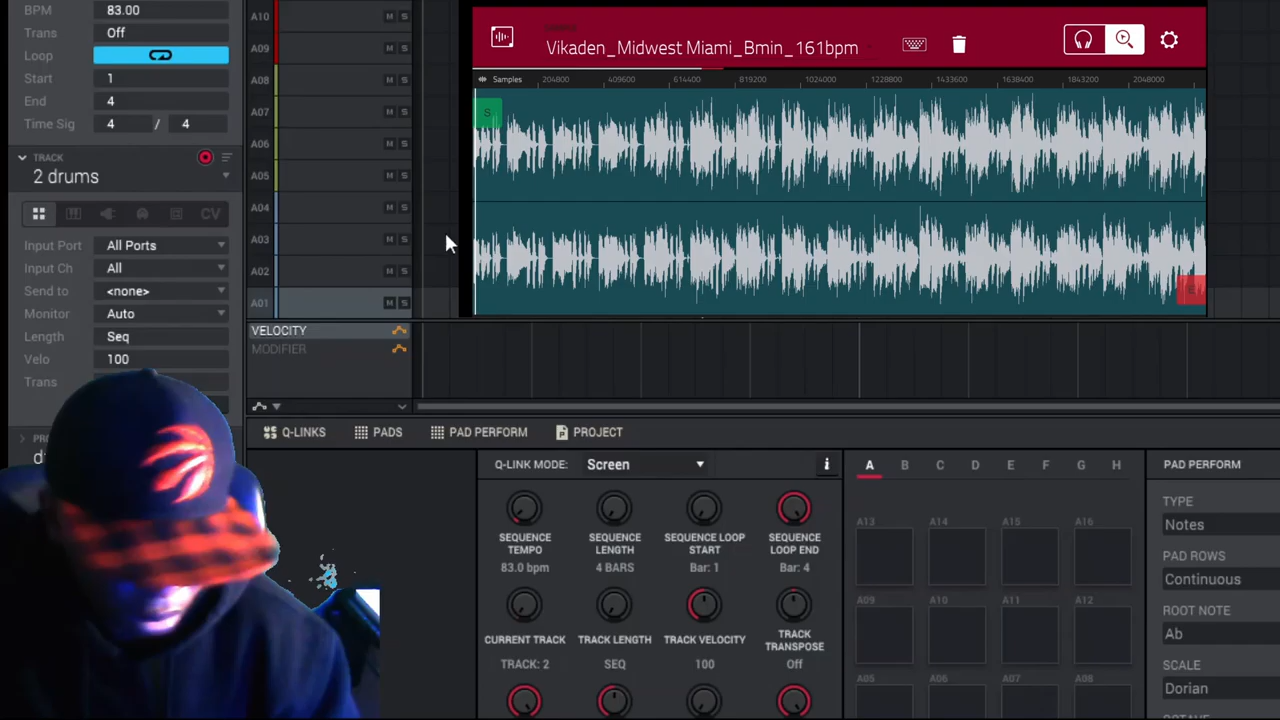 BPM 83.00
Trans Off
Loop
Start 1
End 4
Time Sig 4 / 4
TRACK
2 drums
CV
Input Port All Ports
Input Ch All
Send to <none>
Monitor Auto
Length Seq
Velo 100
Trans
A10 M S
A09 M S
A08 M S
A07 M S
A06 M S
A05 M S
A04 M S
A03 M S
A02 M S
A01 M S
VELOCITY
MODIFIER
Vikaden_Midwest Miami_Bmin_161bpm
Samples 204800 409600 614400 819200 1024000 1228800 1433600 1638400 1843200 2048000
S
E
Q-LINKS PADS PAD PERFORM PROJECT
Q-LINK MODE: Screen i
SEQUENCE TEMPO
83.0 bpm
SEQUENCE LENGTH
4 BARS
SEQUENCE LOOP START
Bar: 1
SEQUENCE LOOP END
Bar: 4
CURRENT TRACK
TRACK: 2
TRACK LENGTH
SEQ
TRACK VELOCITY
100
TRACK TRANSPOSE
Off
A B C D E F G H
A13 A14 A15 A16
A09 A10 A11 A12
A05 A06 A07 A08
PAD PERFORM
TYPE
Notes
PAD ROWS
Continuous
ROOT NOTE
Ab
SCALE
Dorian